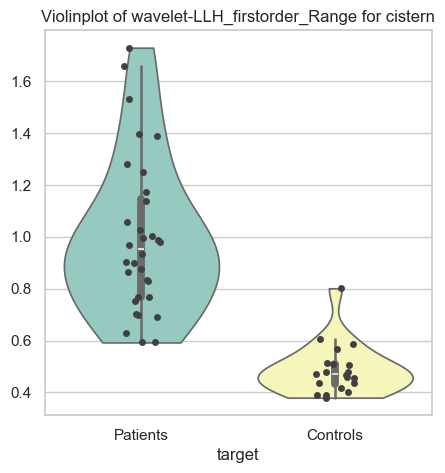 Violinplot of wavelet-LLH_firstorder_Range for cistern
1.6
1.4
1.2
1.0
0.8
0.6
0.4
Patients
Controls
target